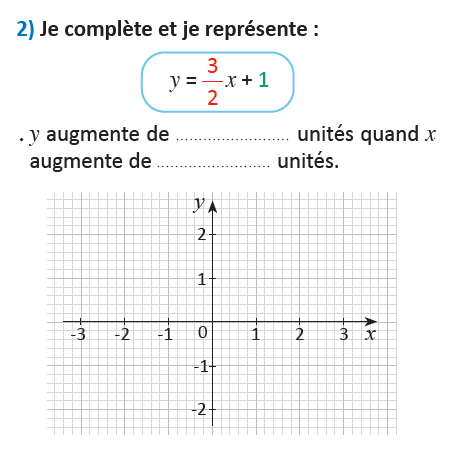 2) Je complète et je représente :
y = 3/2 x + 1
. y augmente de ........................ unités quand x
augmente de ........................ unités.
y
2
1
-3 -2 -1 0 1 2 3 x
-1
-2